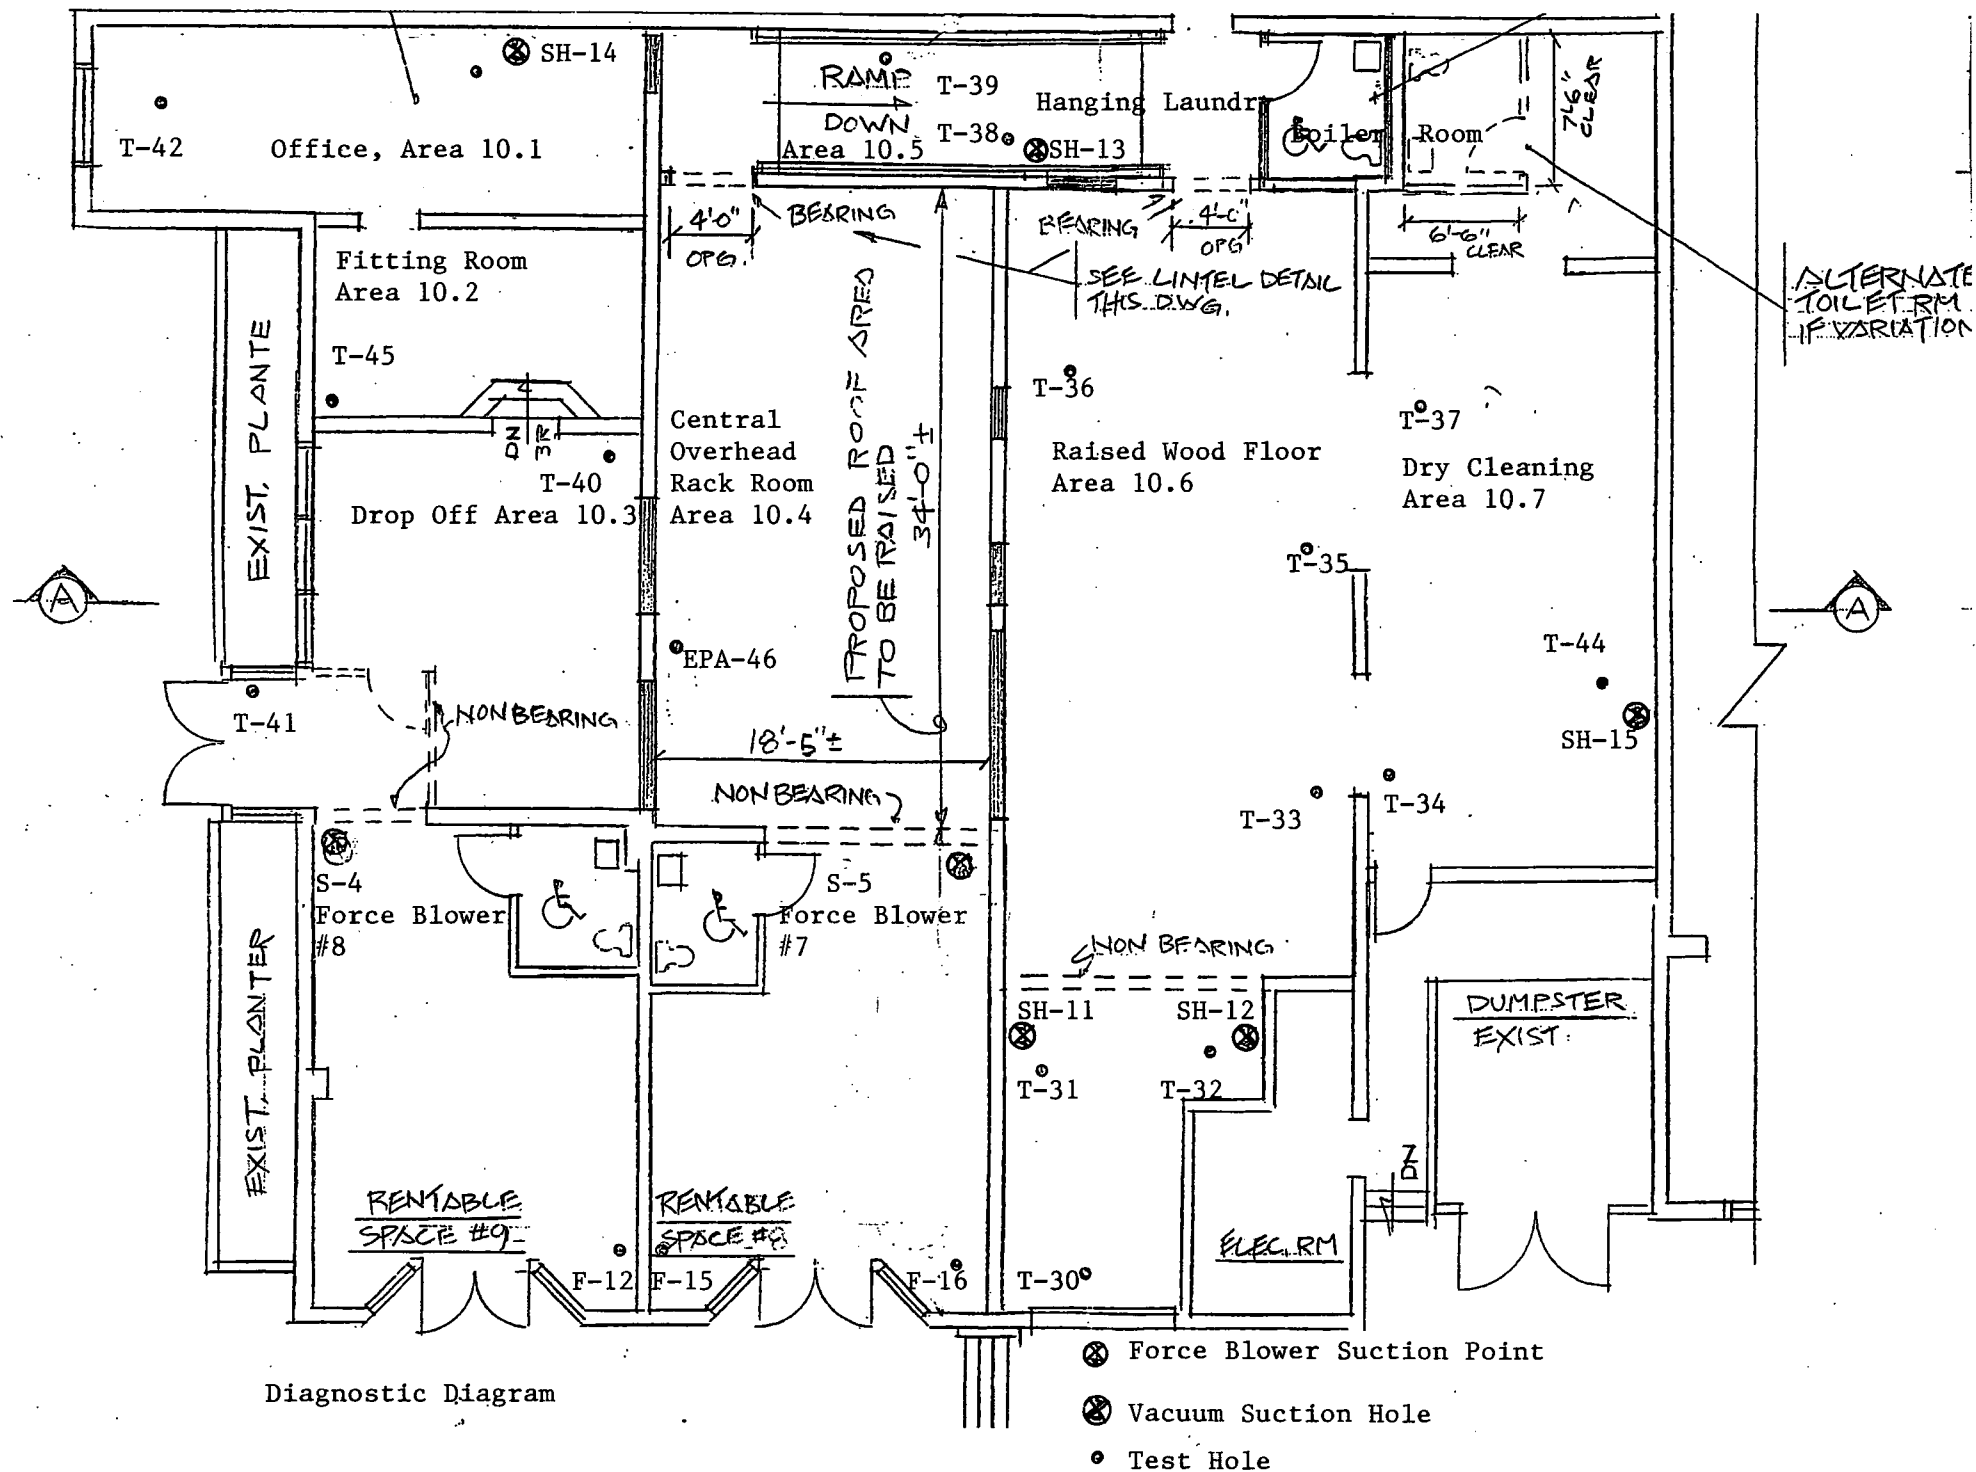 SH-14
T-42
Office, Area 10.1
RAMP
DOWN
T-39
T-38
Area 10.5
SH-13
Hanging Laundry
Boiler Room
7'-6"
CLEAR
4'-0"
OPG.
BEARING
BEARING
4'-0"
OPG
6'-6"
CLEAR
SEE LINTEL DETAIL
THIS DWG.
ALTERNATE
TOILET RM
IF VARIATION
Fitting Room
Area 10.2
T-45
EXIST. PLANTE
DN
3R
T-40
Drop Off Area 10.3
Central
Overhead
Rack Room
Area 10.4
PROPOSED ROOF AREA
TO BE RAISED
34'-0"±
T-36
Raised Wood Floor
Area 10.6
T-37
Dry Cleaning
Area 10.7
T-35
A
A
EPA-46
T-44
SH-15
T-41
NON BEARING
18'-5"±
NON BEARING
T-33
T-34
S-4
Force Blower
#8
S-5
Force Blower
#7
EXIST. PLANTER
NON BEARING
SH-11
SH-12
T-31
T-32
DUMPSTER
EXIST.
DN
RENTABLE
SPACE #9
RENTABLE
SPACE #8
ELEC. RM
F-12
F-15
F-16
T-30
Force Blower Suction Point
Diagnostic Diagram
Vacuum Suction Hole
Test Hole